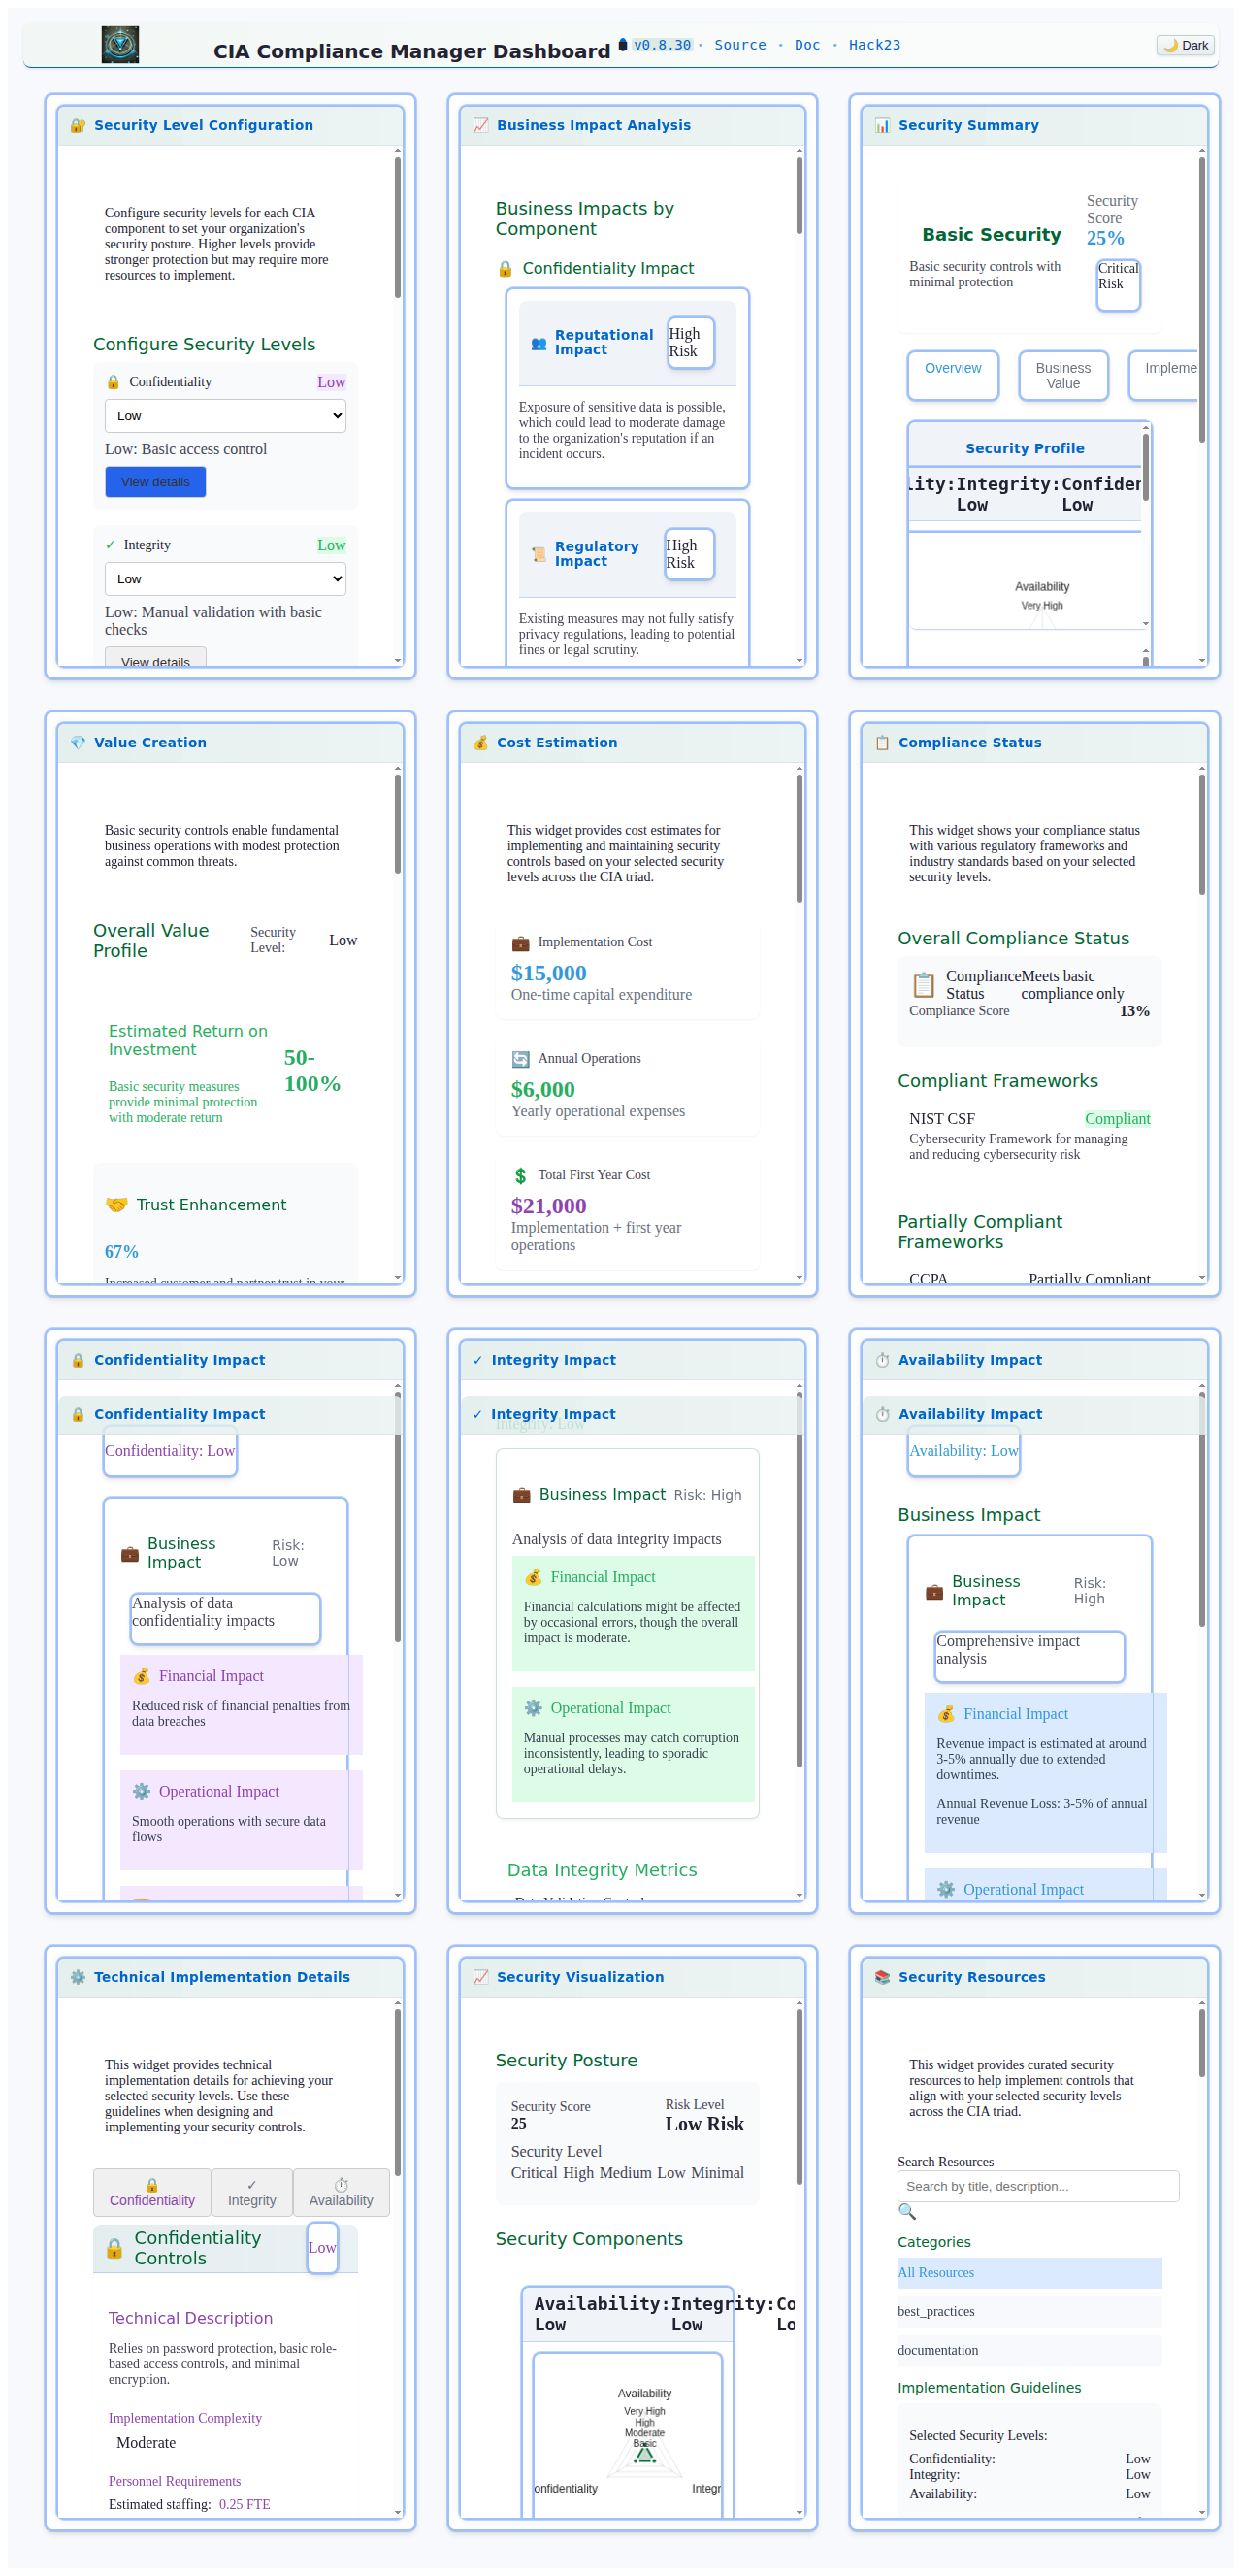 CIA Compliance Manager Dashboard
v0.8.30 • Source • Doc • Hack23
Dark
Security Level Configuration
Configure security levels for each CIA
component to set your organization's
security posture. Higher levels provide
stronger protection but may require more
resources to implement.
Configure Security Levels
Confidentiality Low
Low
Low: Basic access control
View details
Integrity Low
Low
Low: Manual validation with basic
checks
View details
Business Impact Analysis
Business Impacts by
Component
Confidentiality Impact
Reputational
Impact
High
Risk
Exposure of sensitive data is possible,
which could lead to moderate damage
to the organization's reputation if an
incident occurs.
Regulatory
Impact
High
Risk
Existing measures may not fully satisfy
privacy regulations, leading to potential
fines or legal scrutiny.
Security Summary
Basic Security
Basic security controls with
minimal protection
Security
Score
25%
Critical
Risk
Overview
Business
Value
Impleme
Security Profile
ility:Integrity:Confiden
Low Low
Availability
Very High
Value Creation
Basic security controls enable fundamental
business operations with modest protection
against common threats.
Overall Value
Profile
Security
Level:
Low
Estimated Return on
Investment
Basic security measures
provide minimal protection
with moderate return
50-
100%
Trust Enhancement
67%
Increased customer and partner trust in your
Cost Estimation
This widget provides cost estimates for
implementing and maintaining security
controls based on your selected security
levels across the CIA triad.
Implementation Cost
$15,000
One-time capital expenditure
Annual Operations
$6,000
Yearly operational expenses
Total First Year Cost
$21,000
Implementation + first year
operations
Compliance Status
This widget shows your compliance status
with various regulatory frameworks and
industry standards based on your selected
security levels.
Overall Compliance Status
Compliance
Status
Meets basic
compliance only
Compliance Score 13%
Compliant Frameworks
NIST CSF Compliant
Cybersecurity Framework for managing
and reducing cybersecurity risk
Partially Compliant
Frameworks
CCPA Partially Compliant
Confidentiality Impact
Confidentiality Impact
Confidentiality: Low
Business
Impact
Risk:
Low
Analysis of data
confidentiality impacts
Financial Impact
Reduced risk of financial penalties from
data breaches
Operational Impact
Smooth operations with secure data
flows
Integrity Impact
Integrity Impact
Integrity: Low
Business Impact Risk: High
Analysis of data integrity impacts
Financial Impact
Financial calculations might be affected
by occasional errors, though the overall
impact is moderate.
Operational Impact
Manual processes may catch corruption
inconsistently, leading to sporadic
operational delays.
Data Integrity Metrics
Availability Impact
Availability Impact
Availability: Low
Business Impact
Business
Impact
Risk:
High
Comprehensive impact
analysis
Financial Impact
Revenue impact is estimated at around
3-5% annually due to extended
downtimes.
Annual Revenue Loss: 3-5% of annual
revenue
Operational Impact
Technical Implementation Details
This widget provides technical
implementation details for achieving your
selected security levels. Use these
guidelines when designing and
implementing your security controls.
Confidentiality
Integrity
Availability
Confidentiality
Controls
Low
Technical Description
Relies on password protection, basic role-
based access controls, and minimal
encryption.
Implementation Complexity
Moderate
Personnel Requirements
Estimated staffing: 0.25 FTE
Security Visualization
Security Posture
Security Score
25
Risk Level
Low Risk
Security Level
Critical High Medium Low Minimal
Security Components
Availability:Integrity:Co
Low Low Lo
Availability
Very High
High
Moderate
Basic
onfidentiality Integr
Security Resources
This widget provides curated security
resources to help implement controls that
align with your selected security levels
across the CIA triad.
Search Resources
Search by title, description...
Categories
All Resources
best_practices
documentation
Implementation Guidelines
Selected Security Levels:
Confidentiality: Low
Integrity: Low
Availability: Low